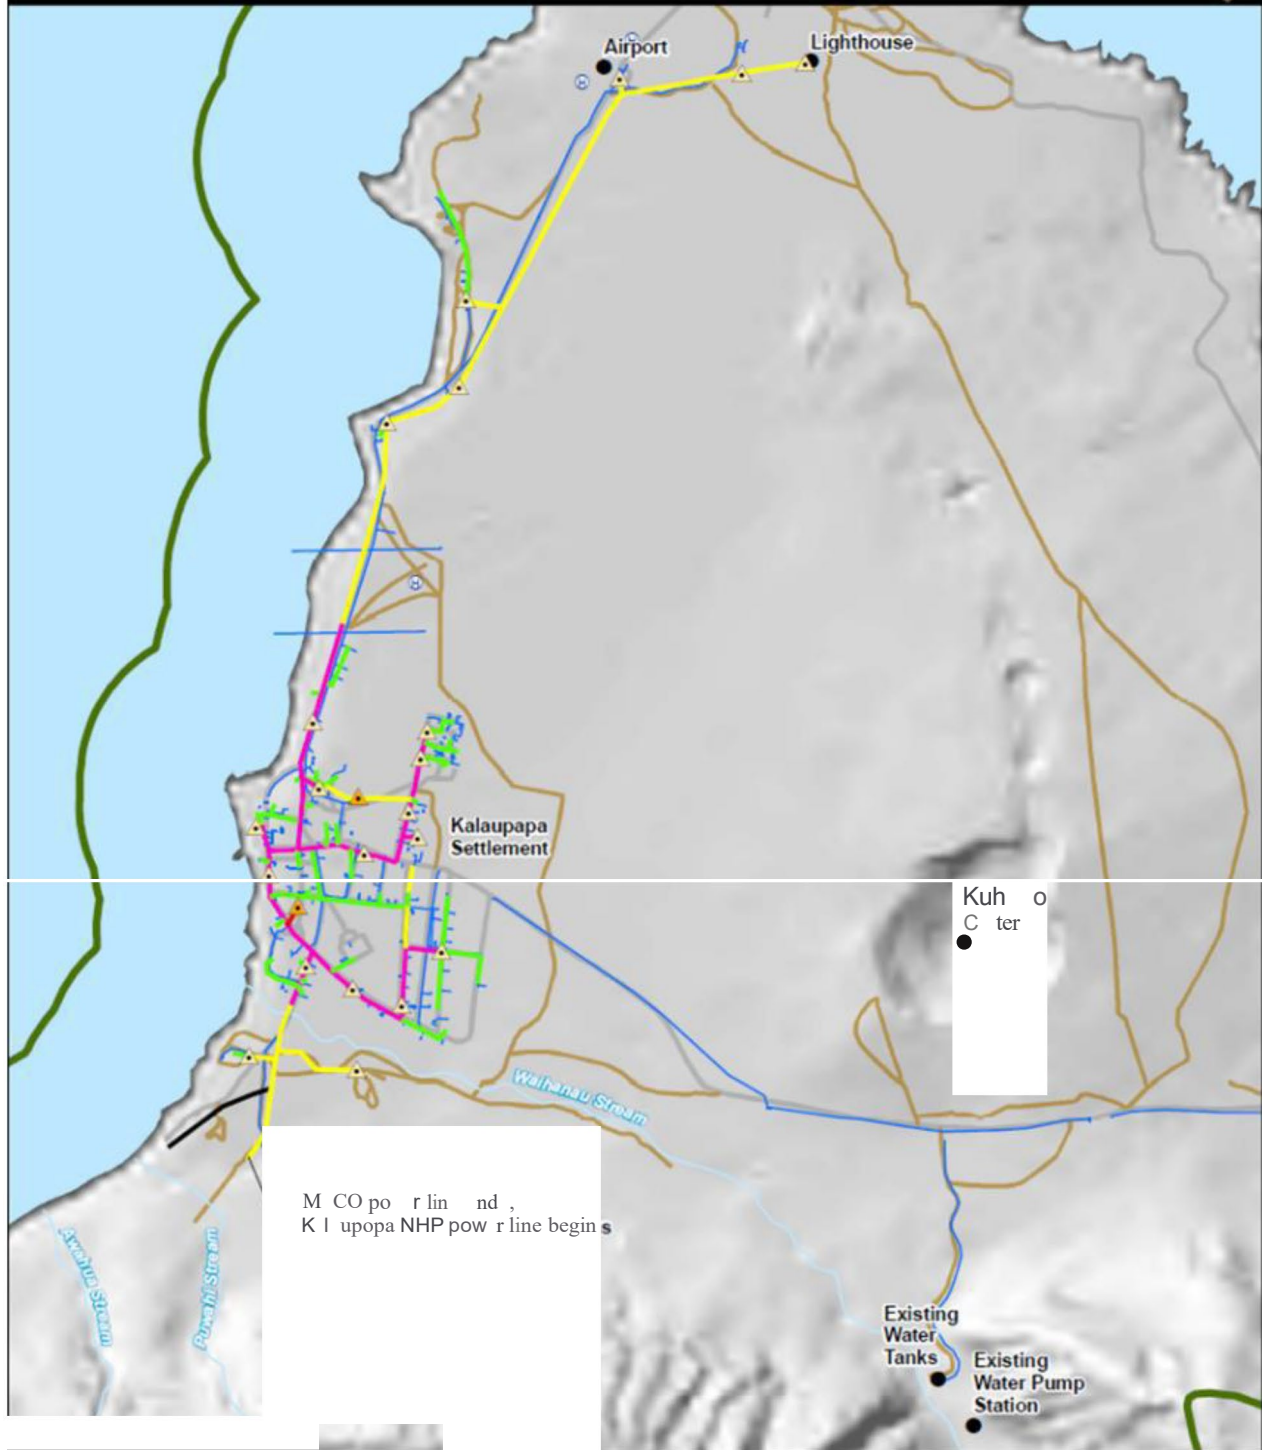 Airport
Lighthouse
Kalaupapa
Settlement
Kuh o
C ter
Waihanau Stream
M CO po r lin nd ,
K l upopa NHP pow r line begin s
Awahua Stream
Puwahi Stream
Existing
Water
Tanks
Existing
Water Pump
Station